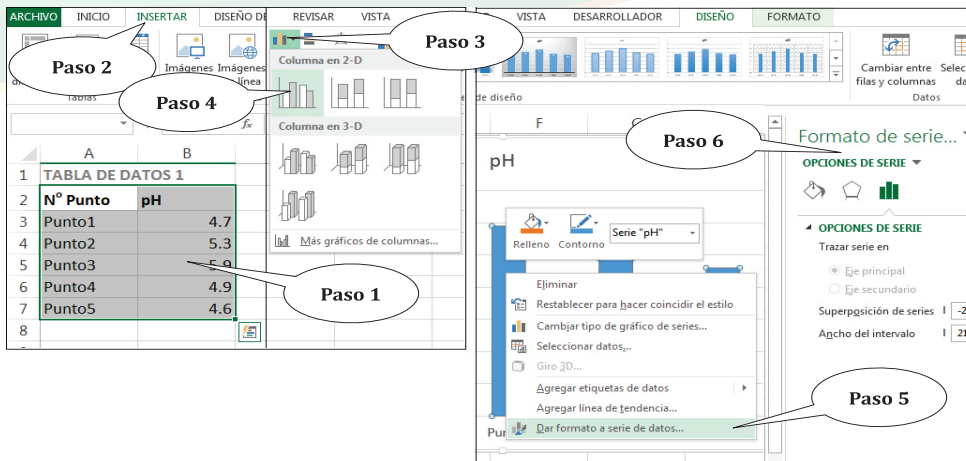 ARCHIVO INICIO INSERTAR DISEÑO DE
REVISAR VISTA
Paso 2
Imágenes Imágenes
línea
Tablas
Paso 3
Columna en 2-D
Paso 4
Columna en 3-D
Más gráficos de columnas...
fx
A B
1 TABLA DE DATOS 1
2 Nº Punto pH
3 Punto1 4.7
4 Punto2 5.3
5 Punto3 5.9
6 Punto4 4.9
7 Punto5 4.6
8
Paso 1
VISTA DESARROLLADOR DISEÑO FORMATO
Cambiar entre
filas y columnas
Datos
de diseño
F
Paso 6
pH
Relleno Contorno
Serie "pH"
Eliminar
Restablecer para hacer coincidir el estilo
Cambiar tipo de gráfico de series...
Seleccionar datos...
Giro 3D...
Agregar etiquetas de datos
Agregar línea de tendencia...
Dar formato a serie de datos...
Formato de serie...
OPCIONES DE SERIE
OPCIONES DE SERIE
Trazar serie en
Eje principal
Eje secundario
Superposición de series -2
Ancho del intervalo 21
Paso 5